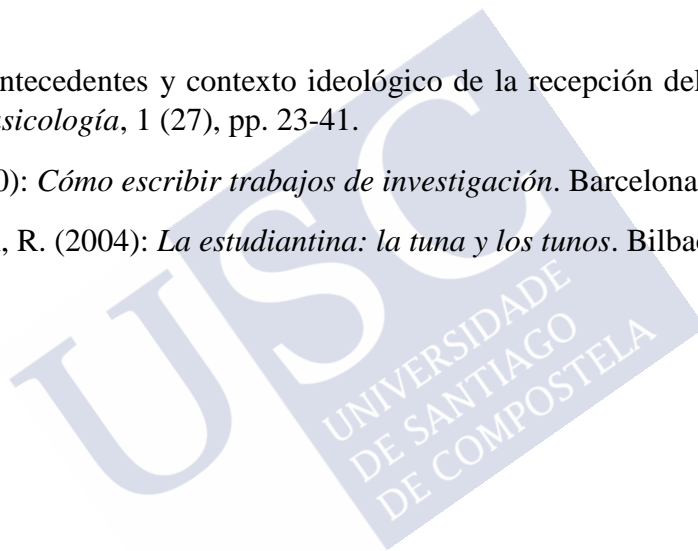 ntecedentes y contexto ideológico de la recepción del
sicología, 1 (27), pp. 23-41.
0): Cómo escribir trabajos de investigación. Barcelona
, R. (2004): La estudiantina: la tuna y los tunos. Bilba
USC
UNIVERSIDADE
DE SANTIAGO
DE COMPOSTELA